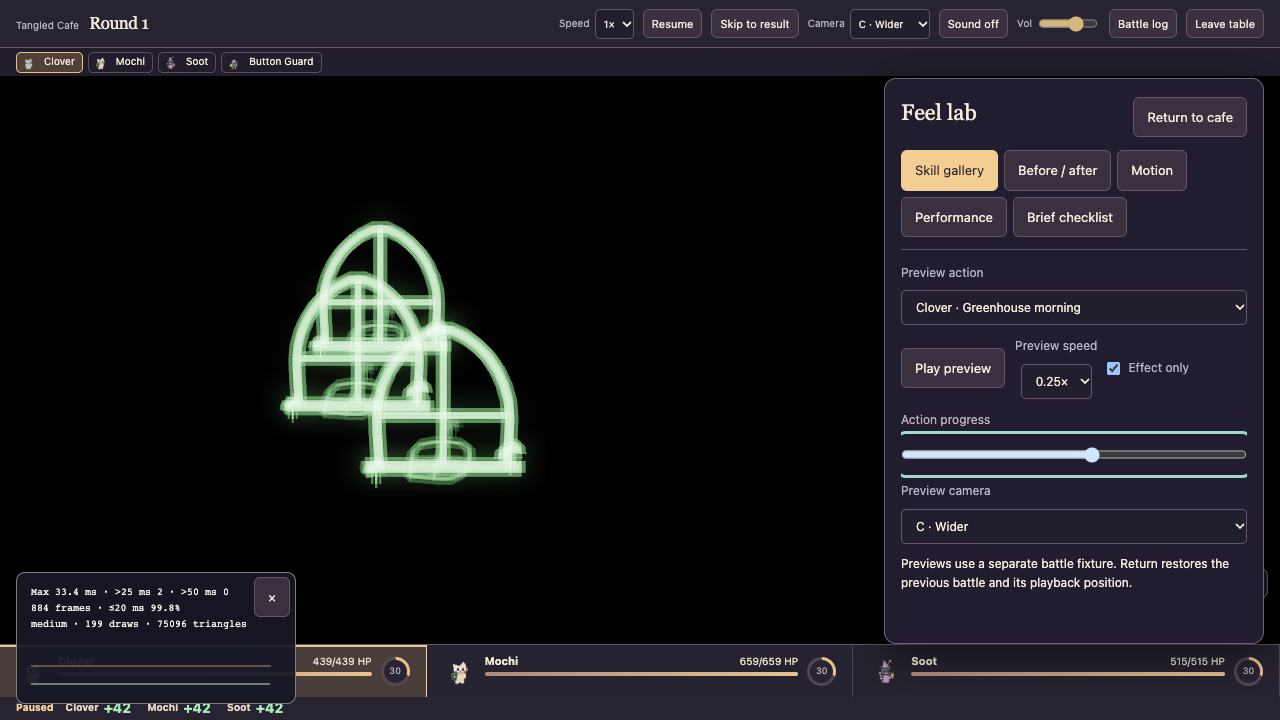 Tangled Cafe Round 1 Speed 1x Resume Skip to result Camera C · Wider Sound off Vol Battle log Leave table
Clover Mochi Soot Button Guard
Feel lab Return to cafe
Skill gallery Before / after Motion
Performance Brief checklist
Preview action
Clover · Greenhouse morning
Play preview Preview speed 0.25× Effect only
Action progress
Preview camera
C · Wider
Previews use a separate battle fixture. Return restores the
previous battle and its playback position.
Max 33.4 ms · >25 ms 2 · >50 ms 0 ×
884 frames · ≤20 ms 99.8%
medium · 199 draws · 75096 triangles
Clover 439/439 HP 30 Mochi 659/659 HP 30 Soot 515/515 HP 30
Paused Clover +42 Mochi +42 Soot +42